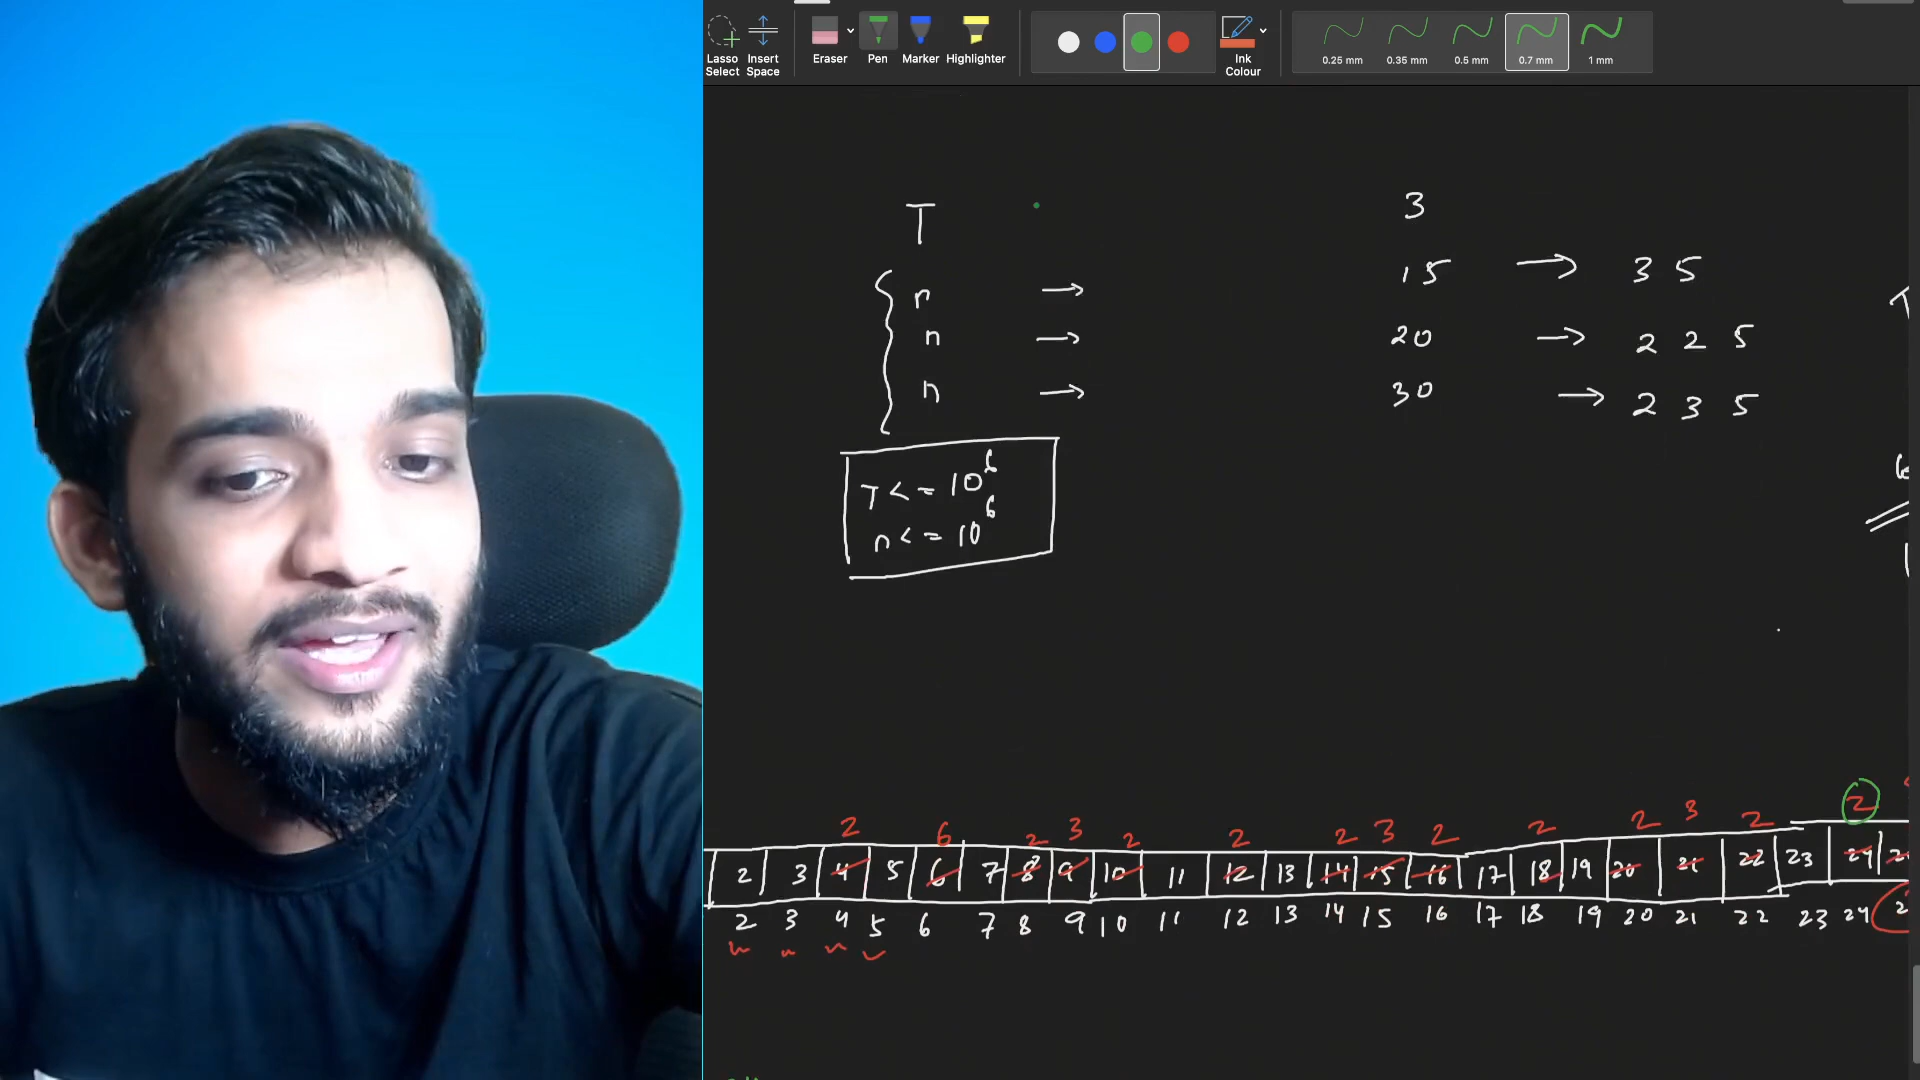 Lasso Select
Insert Space
Eraser
Pen
Marker
Highlighter
Ink Colour
0.25 mm
0.35 mm
0.5 mm
0.7 mm
1 mm
T
n →
n →
n →
T <= 10^6
n <= 10^6
3
15 → 3 5
20 → 2 2 5
30 → 2 3 5
2 6 2 3 2 2 2 3 2 2 2 3 2 2
2 3 4 5 6 7 8 9 10 11 12 13 14 15 16 17 18 19 20 21 22 23 24
2 3 4 5 6 7 8 9 10 11 12 13 14 15 16 17 18 19 20 21 22 23 24